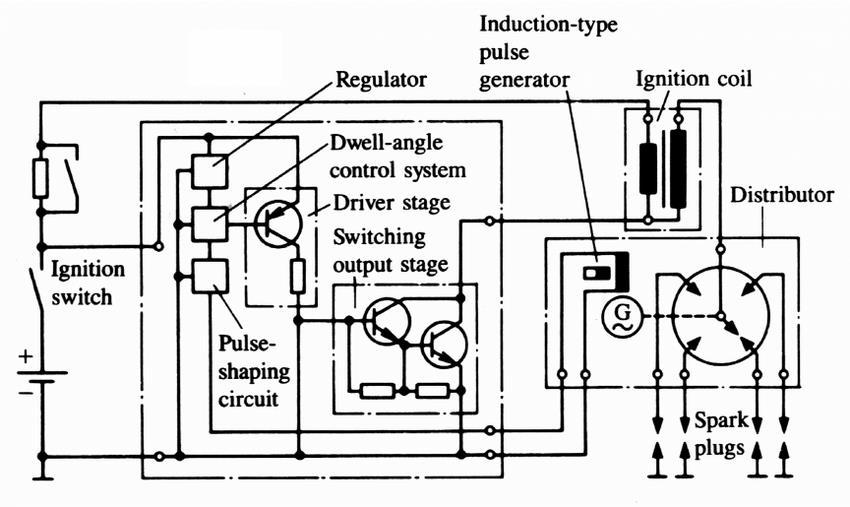 Induction-type
pulse
generator
Ignition coil
Regulator
Dwell-angle
control system
Driver stage
Switching
output stage
Distributor
Ignition
switch
G
~
Pulse-
shaping
circuit
+
−
Spark
plugs